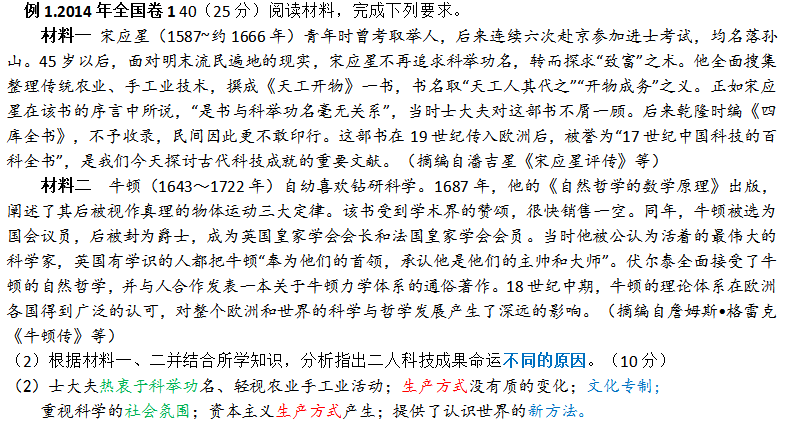 例 1.2014 年全国卷 1 40（25 分）阅读材料，完成下列要求。
材料一 宋应星（1587~约 1666 年）青年时曾考取举人，后来连续六次赴京参加进士考试，均名落孙
山。45 岁以后，面对明末流民遍地的现实，宋应星不再追求科举功名，转而探求“致富”之术。他全面搜集
整理传统农业、手工业技术，撰成《天工开物》一书，书名取“天工人其代之”“开物成务”之义。正如宋应
星在该书的序言中所说，“是书与科举功名毫无关系”，当时士大夫对这部书不屑一顾。后来乾隆时编《四
库全书》，不予收录，民间因此更不敢印行。这部书在 19 世纪传入欧洲后，被誉为“17 世纪中国科技的百
科全书”，是我们今天探讨古代科技成就的重要文献。（摘编自潘吉星《宋应星评传》等）
材料二 牛顿（1643～1722 年）自幼喜欢钻研科学。1687 年，他的《自然哲学的数学原理》出版，
阐述了其后被视作真理的物体运动三大定律。该书受到学术界的赞颂，很快销售一空。同年，牛顿被选为
国会议员，后被封为爵士，成为英国皇家学会会长和法国皇家学会会员。当时他被公认为活着的最伟大的
科学家，英国有学识的人都把牛顿“奉为他们的首领，承认他是他们的主帅和大师”。伏尔泰全面接受了牛
顿的自然哲学，并与人合作发表一本关于牛顿力学体系的通俗著作。18 世纪中期，牛顿的理论体系在欧洲
各国得到广泛的认可，对整个欧洲和世界的科学与哲学发展产生了深远的影响。（摘编自詹姆斯•格雷克
《牛顿传》等）
（2）根据材料一、二并结合所学知识，分析指出二人科技成果命运不同的原因。（10 分）
（2）士大夫热衷于科举功名、轻视农业手工业活动；生产方式没有质的变化；文化专制；
重视科学的社会氛围；资本主义生产方式产生；提供了认识世界的新方法。